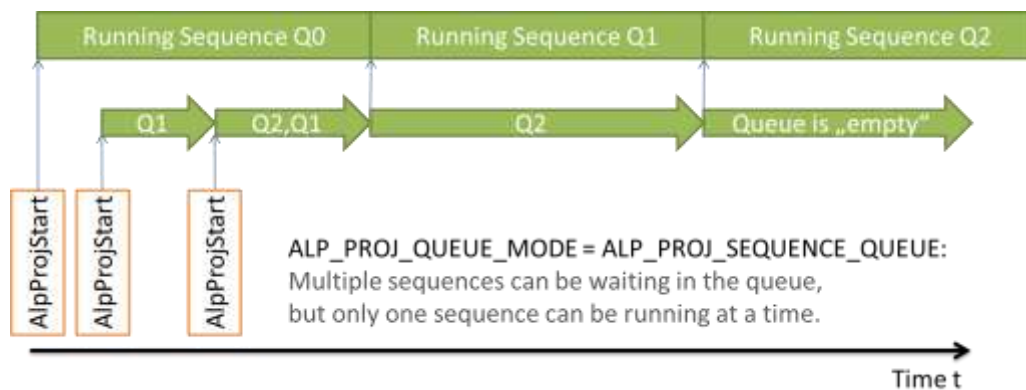 Running Sequence Q0
Running Sequence Q1
Running Sequence Q2
Q1
Q2,Q1
Q2
Queue is „empty“
AlpProjStart
AlpProjStart
AlpProjStart
ALP_PROJ_QUEUE_MODE = ALP_PROJ_SEQUENCE_QUEUE:
Multiple sequences can be waiting in the queue,
but only one sequence can be running at a time.
Time t